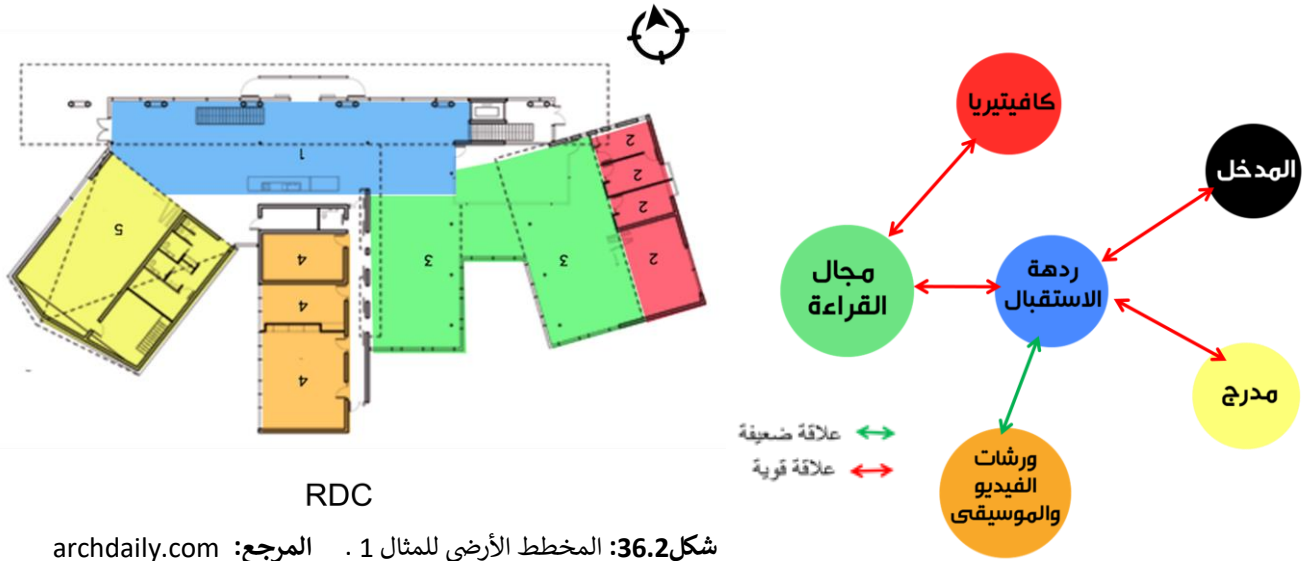 1
2
2
2
2
3
3
4
4
4
5
RDC
شكل36.2: المخطط الأرضي للمثال 1 . المرجع: archdaily.com
كافيتيريا
المدخل
مجال
القراءة
ردهة
الاستقبال
مدرج
ورشات
الفيديو
والموسيقى
علاقة ضعيفة
علاقة قوية